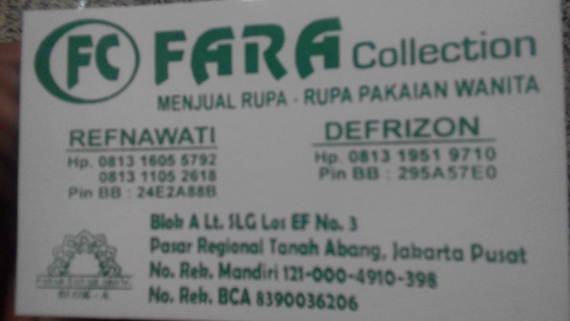 FC FARA Collection
MENJUAL RUPA - RUPA PAKAIAN WANITA
REFNAWATI
Hp. 0813 1605 5792
0813 1105 2618
Pin BB : 24E2A88B
DEFRIZON
Hp. 0813 1951 9710
Pin BB : 295A57E0
Blok A Lt. SLG Los EF No. 3
Pasar Regional Tanah Abang, Jakarta Pusat
No. Rek. Mandiri 121-000-4910-398
No. Rek. BCA 8390036206
BLOK - A